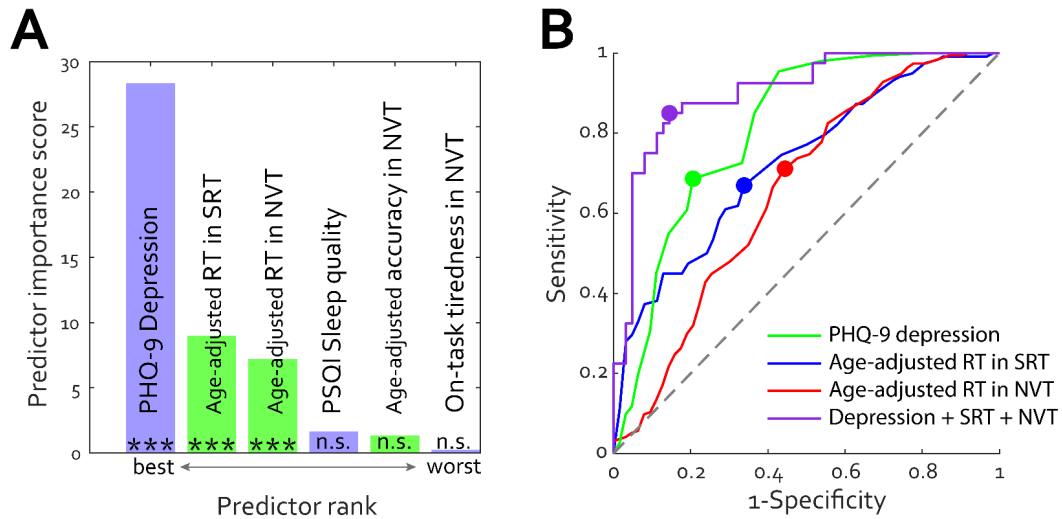 A
Predictor importance score
30
25
20
15
10
5
0
PHQ-9 Depression
***
Age-adjusted RT in SRT
***
Age-adjusted RT in NVT
***
PSQI Sleep quality
n.s.
Age-adjusted accuracy in NVT
n.s.
On-task tiredness in NVT
n.s.
best
worst
Predictor rank
B
Sensitivity
1
0.8
0.6
0.4
0.2
0
0 0.2 0.4 0.6 0.8 1
1-Specificity
PHQ-9 depression
Age-adjusted RT in SRT
Age-adjusted RT in NVT
Depression + SRT + NVT